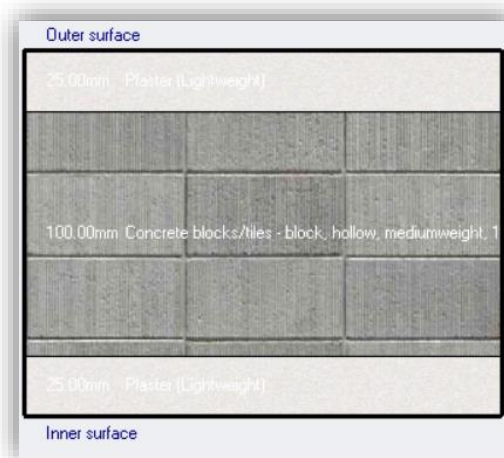 Outer surface
25.00mm Plaster (Lightweight)
100.00mm Concrete blocks/tiles - block, hollow, mediumweight, 1
25.00mm Plaster (Lightweight)
Inner surface